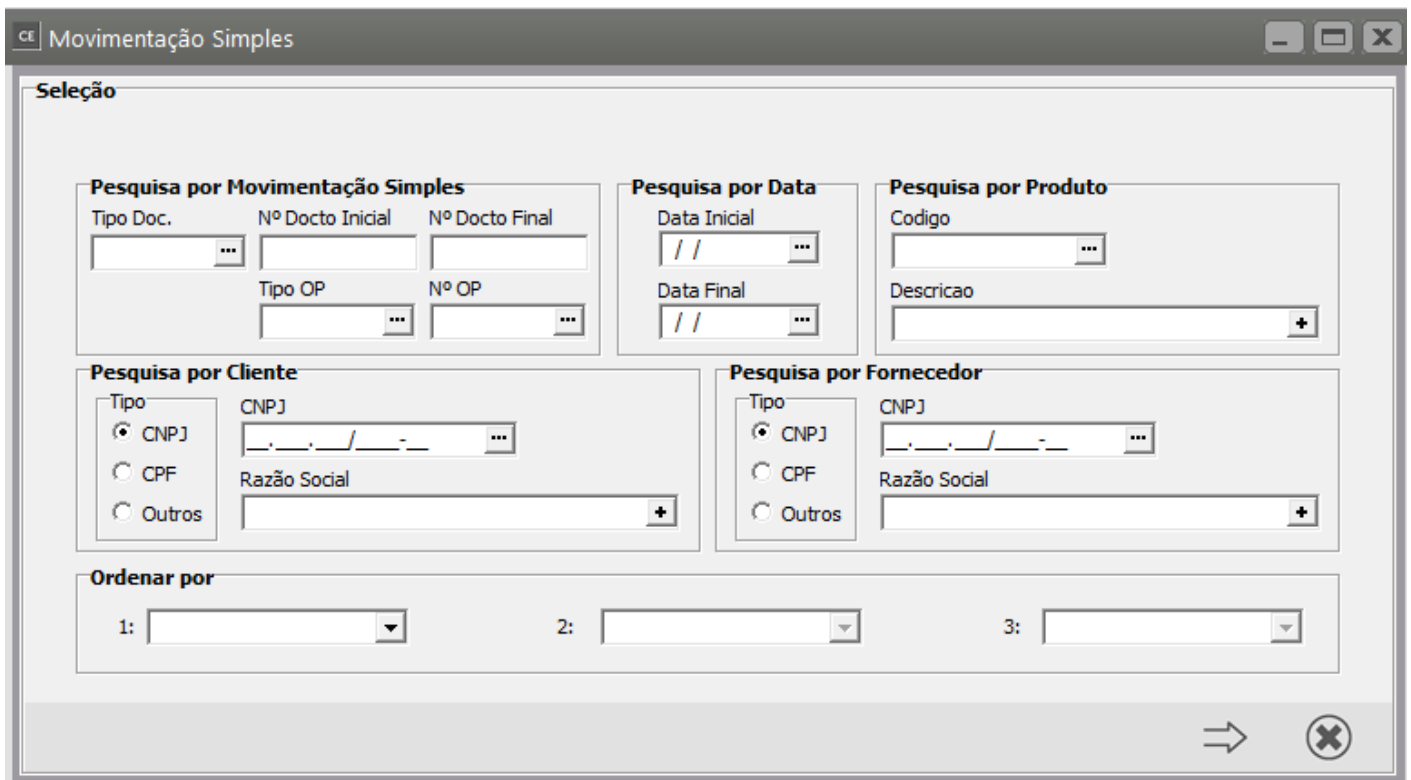 CE Movimentação Simples
Seleção
Pesquisa por Movimentação Simples
Tipo Doc. Nº Docto Inicial Nº Docto Final
...
Tipo OP Nº OP
... ...
Pesquisa por Data
Data Inicial
/ / ...
Data Final
/ / ...
Pesquisa por Produto
Codigo
...
Descricao
+
Pesquisa por Cliente
Tipo
CNPJ
CPF
Outros
CNPJ
__.___.___/____-__ ...
Razão Social
+
Pesquisa por Fornecedor
Tipo
CNPJ
CPF
Outros
CNPJ
__.___.___/____-__ ...
Razão Social
+
Ordenar por
1: 2: 3: